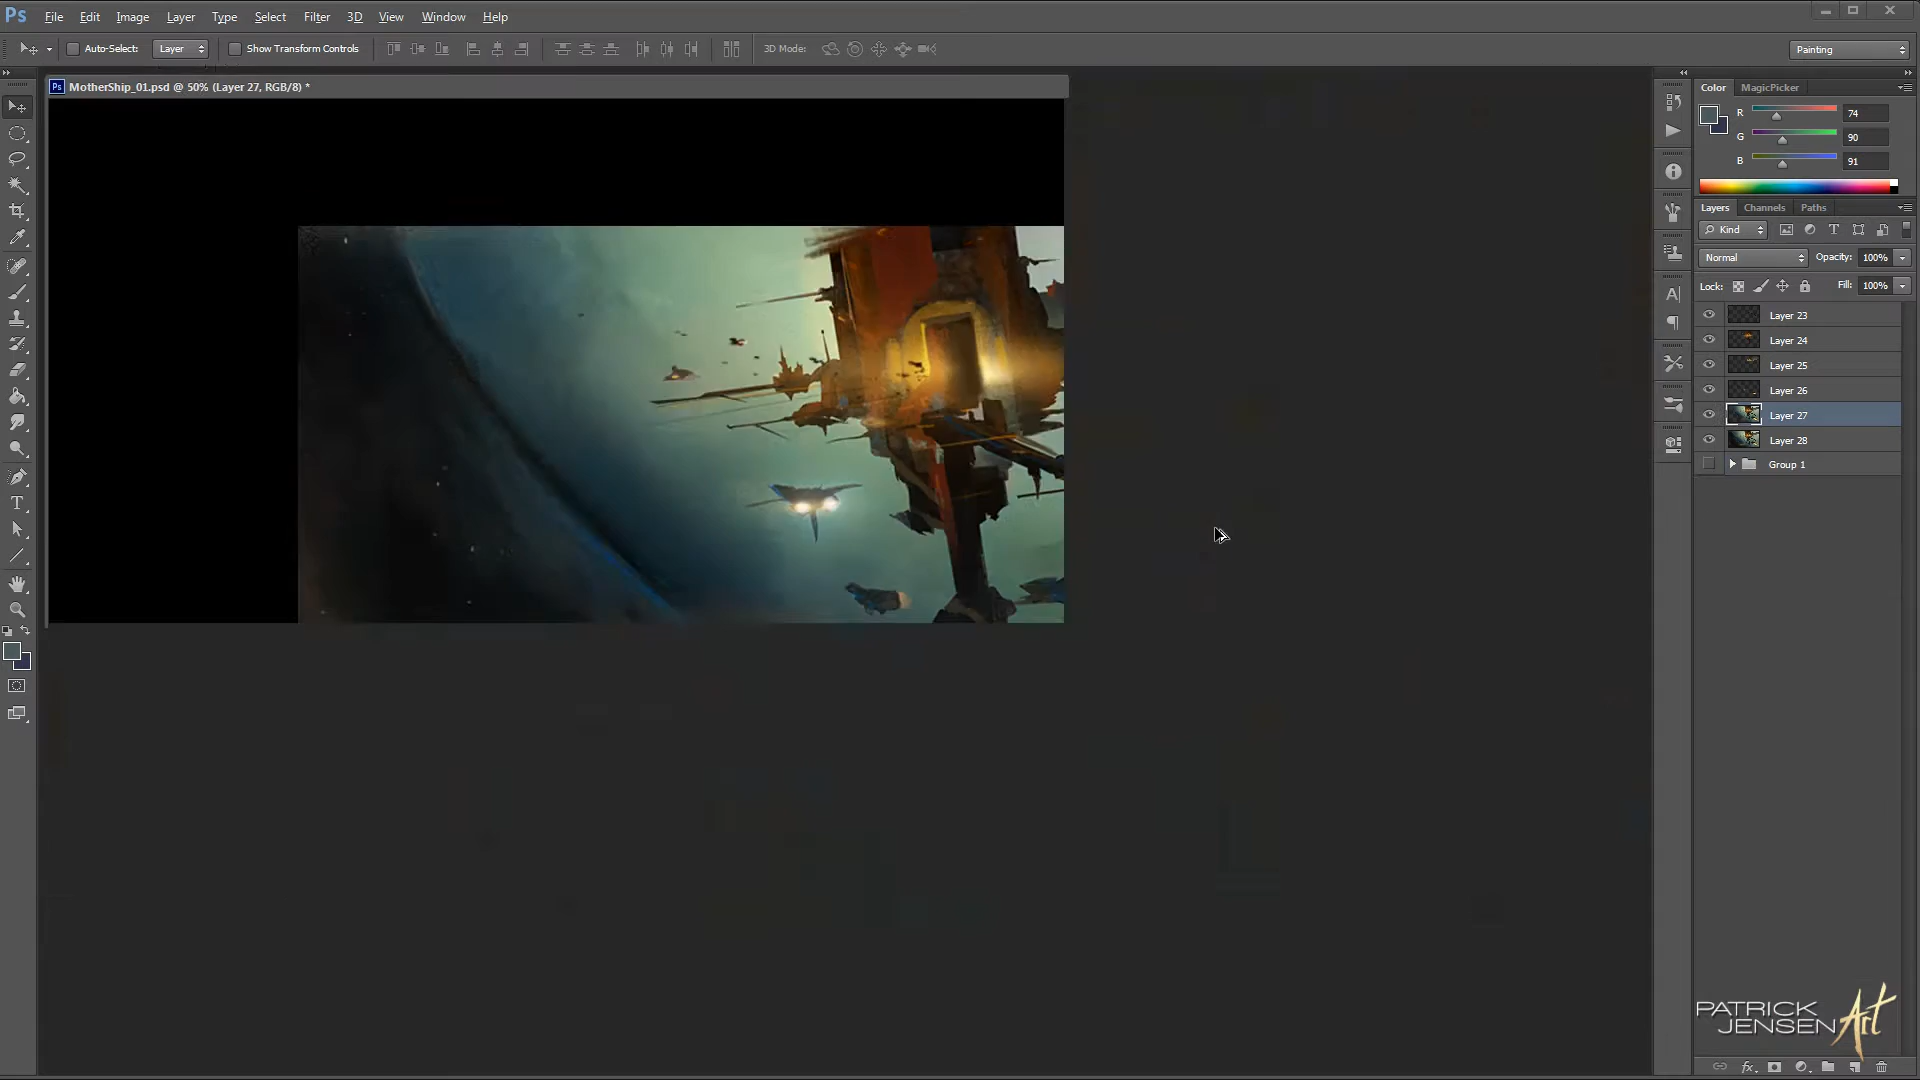 Ps File Edit Image Layer Type Select Filter 3D View Window Help
Auto-Select: Layer Show Transform Controls 3D Mode: Painting
Ps MotherShip_01.psd @ 50% (Layer 27, RGB/8) *
Color MagicPicker
R 74
G 90
B 91
Layers Channels Paths
Kind T
Normal Opacity: 100%
Lock: Fill: 100%
Layer 23
Layer 24
Layer 25
Layer 26
Layer 27
Layer 28
Group 1
T
A
PATRICK
JENSEN Art
fx